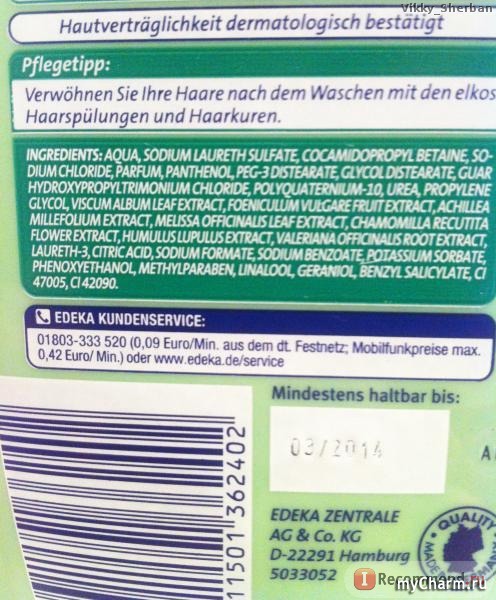 Vikky_Sherban
Hautverträglichkeit dermatologisch bestätigt
Pflegetipp:
Verwöhnen Sie Ihre Haare nach dem Waschen mit den elkos
Haarspülungen und Haarkuren.
INGREDIENTS: AQUA, SODIUM LAURETH SULFATE, COCAMIDOPROPYL BETAINE, SO-
DIUM CHLORIDE, PARFUM, PANTHENOL, PEG-3 DISTEARATE, GLYCOL DISTEARATE, GUAR
HYDROXYPROPYLTRIMONIUM CHLORIDE, POLYQUATERNIUM-10, UREA, PROPYLENE
GLYCOL, VISCUM ALBUM LEAF EXTRACT, FOENICULUM VULGARE FRUIT EXTRACT, ACHILLEA
MILLEFOLIUM EXTRACT, MELISSA OFFICINALIS LEAF EXTRACT, CHAMOMILLA RECUTITA
FLOWER EXTRACT, HUMULUS LUPULUS EXTRACT, VALERIANA OFFICINALIS ROOT EXTRACT,
LAURETH-3, CITRIC ACID, SODIUM FORMATE, SODIUM BENZOATE, POTASSIUM SORBATE,
PHENOXYETHANOL, METHYLPARABEN, LINALOOL, GERANIOL, BENZYL SALICYLATE, CI
47005, CI 42090.
EDEKA KUNDENSERVICE:
01803-333 520 (0,09 Euro/Min. aus dem dt. Festnetz; Mobilfunkpreise max.
0,42 Euro/ Min.) oder www.edeka.de/service
Mindestens haltbar bis:
03/2014
11501 362402
EDEKA ZENTRALE
AG & Co. KG
D-22291 Hamburg
5033052
QUALITY
MADE
myCharm.ru